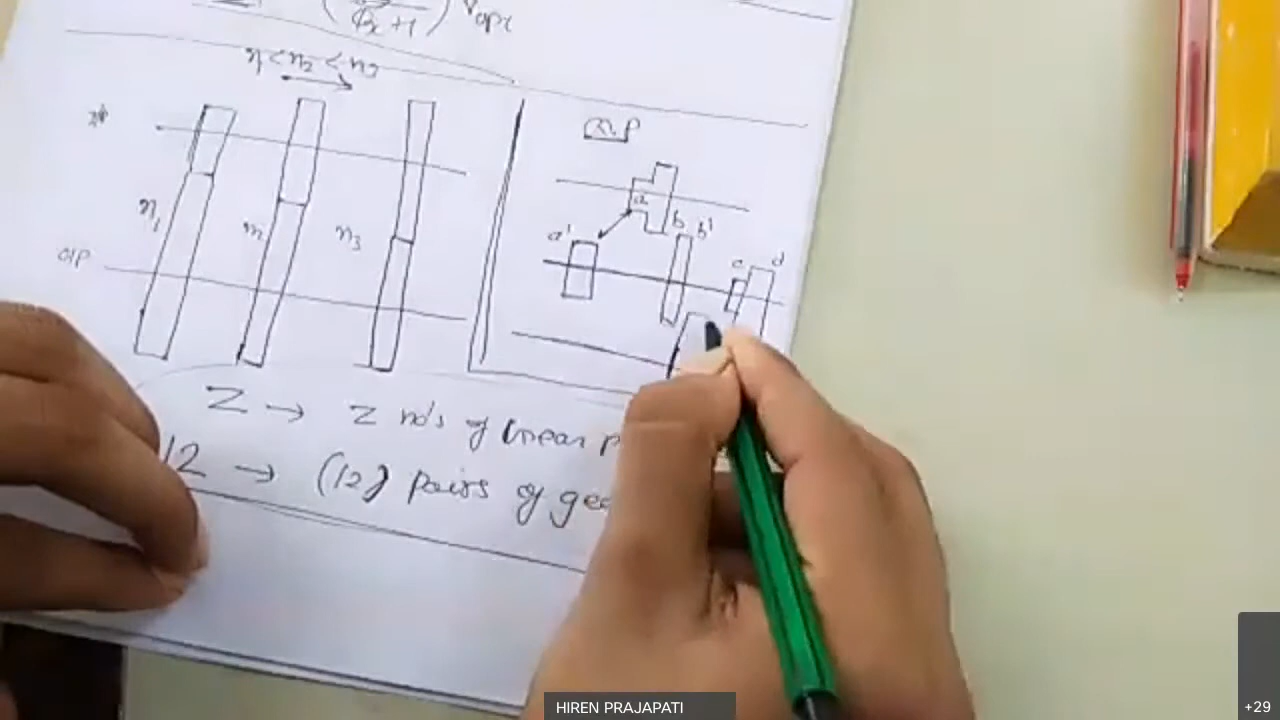 n1 < n2 < n3
n1
n2
n3
O/P
a
a'
b b'
c d
Z → Z no's of linear p
12 → (12) pairs of gea
HIREN PRAJAPATI
+29